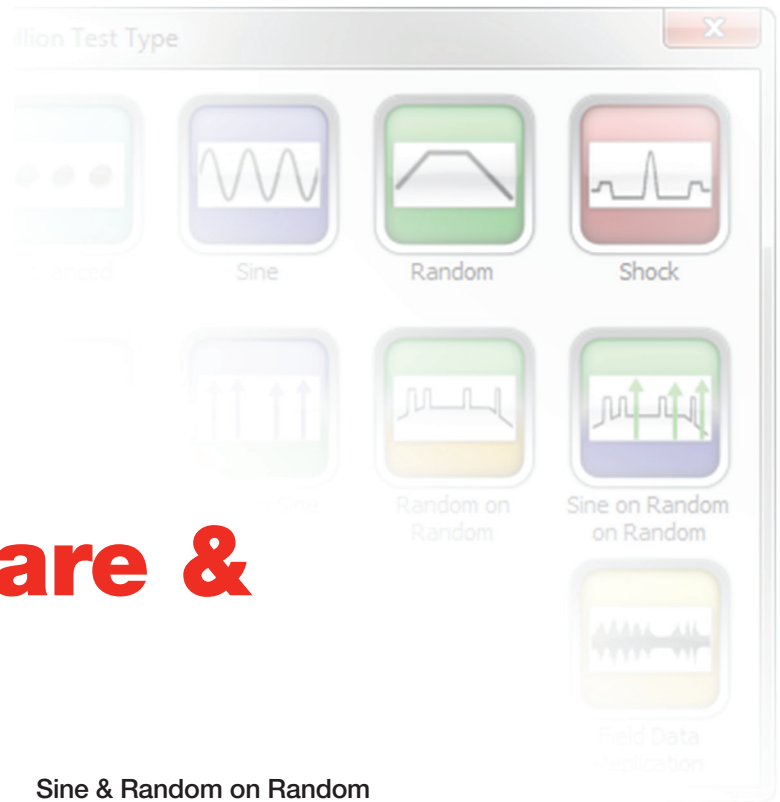 llion Test Type
Sine
Random
Shock
Sine
Random on
Random
Sine on Random
on Random
are &
Field Data
Sine & Random on Random